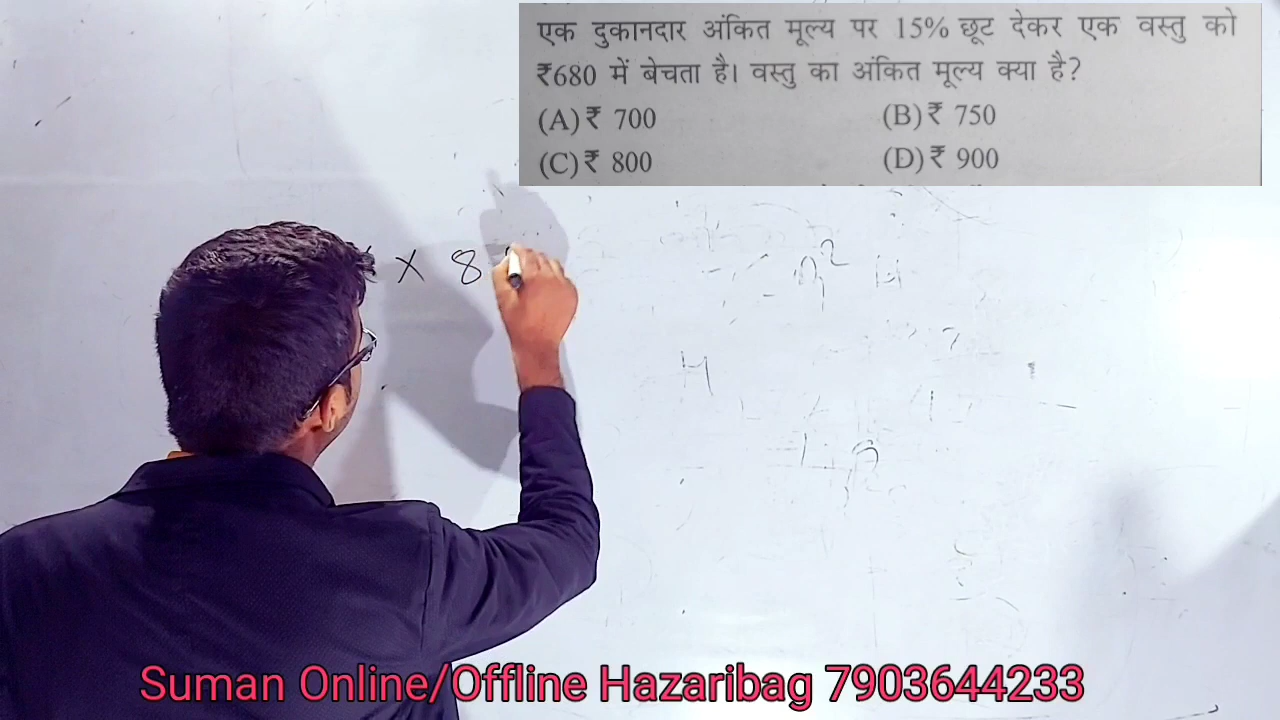 एक दुकानदार अंकित मूल्य पर 15% छूट देकर एक वस्तु को
₹680 में बेचता है। वस्तु का अंकित मूल्य क्या है?
(A) ₹ 700 (B) ₹ 750
(C) ₹ 800 (D) ₹ 900
× 8
Suman Online/Offline Hazaribag 7903644233